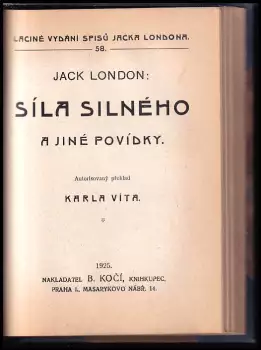 LACINÉ VYDÁNÍ SPISŮ JACKA LONDONA.
58.
JACK LONDON:
SÍLA SILNÉHO
A JINÉ POVÍDKY.
Autorisovaný překlad
KARLA VÍTA.
1925.
NAKLADATEL B. KOČÍ, KNIHKUPEC,
PRAHA I., MASARYKOVO NÁBŘ. 14.